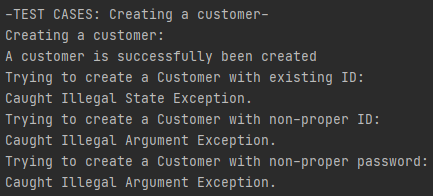 -TEST CASES: Creating a customer-
Creating a customer:
A customer is successfully been created
Trying to create a Customer with existing ID:
Caught Illegal State Exception.
Trying to create a Customer with non-proper ID:
Caught Illegal Argument Exception.
Trying to create a Customer with non-proper password:
Caught Illegal Argument Exception.